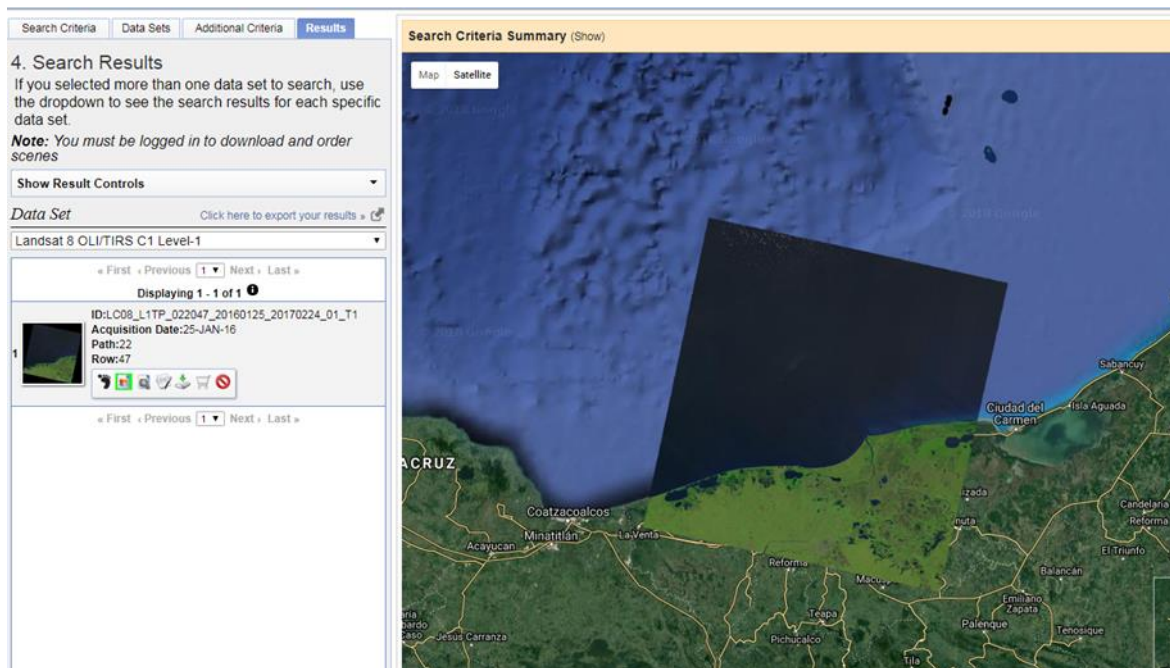 Search Criteria
Data Sets
Additional Criteria
Results
4. Search Results
If you selected more than one data set to search, use
the dropdown to see the search results for each specific
data set.
Note: You must be logged in to download and order
scenes
Show Result Controls
Data Set
Click here to export your results »
Landsat 8 OLI/TIRS C1 Level-1
« First ‹ Previous 1 Next › Last »
Displaying 1 - 1 of 1
1
ID:LC08_L1TP_022047_20160125_20170224_01_T1
Acquisition Date:25-JAN-16
Path:22
Row:47
« First ‹ Previous 1 Next › Last »
Search Criteria Summary (Show)
Map
Satellite
Sabancuy
Ciudad del
Carmen
Isla Aguada
ACRUZ
izada
Candelaria
Coatzacoalcos
nuta
Reforma
Minatitlán
La Venta
Acayucan
El Triunfo
Reforma
Balancán
Macus
Emiliano
Zapata
Teapa
Palenque
Tenosique
Jesús Carranza
Pichucalco
Tila